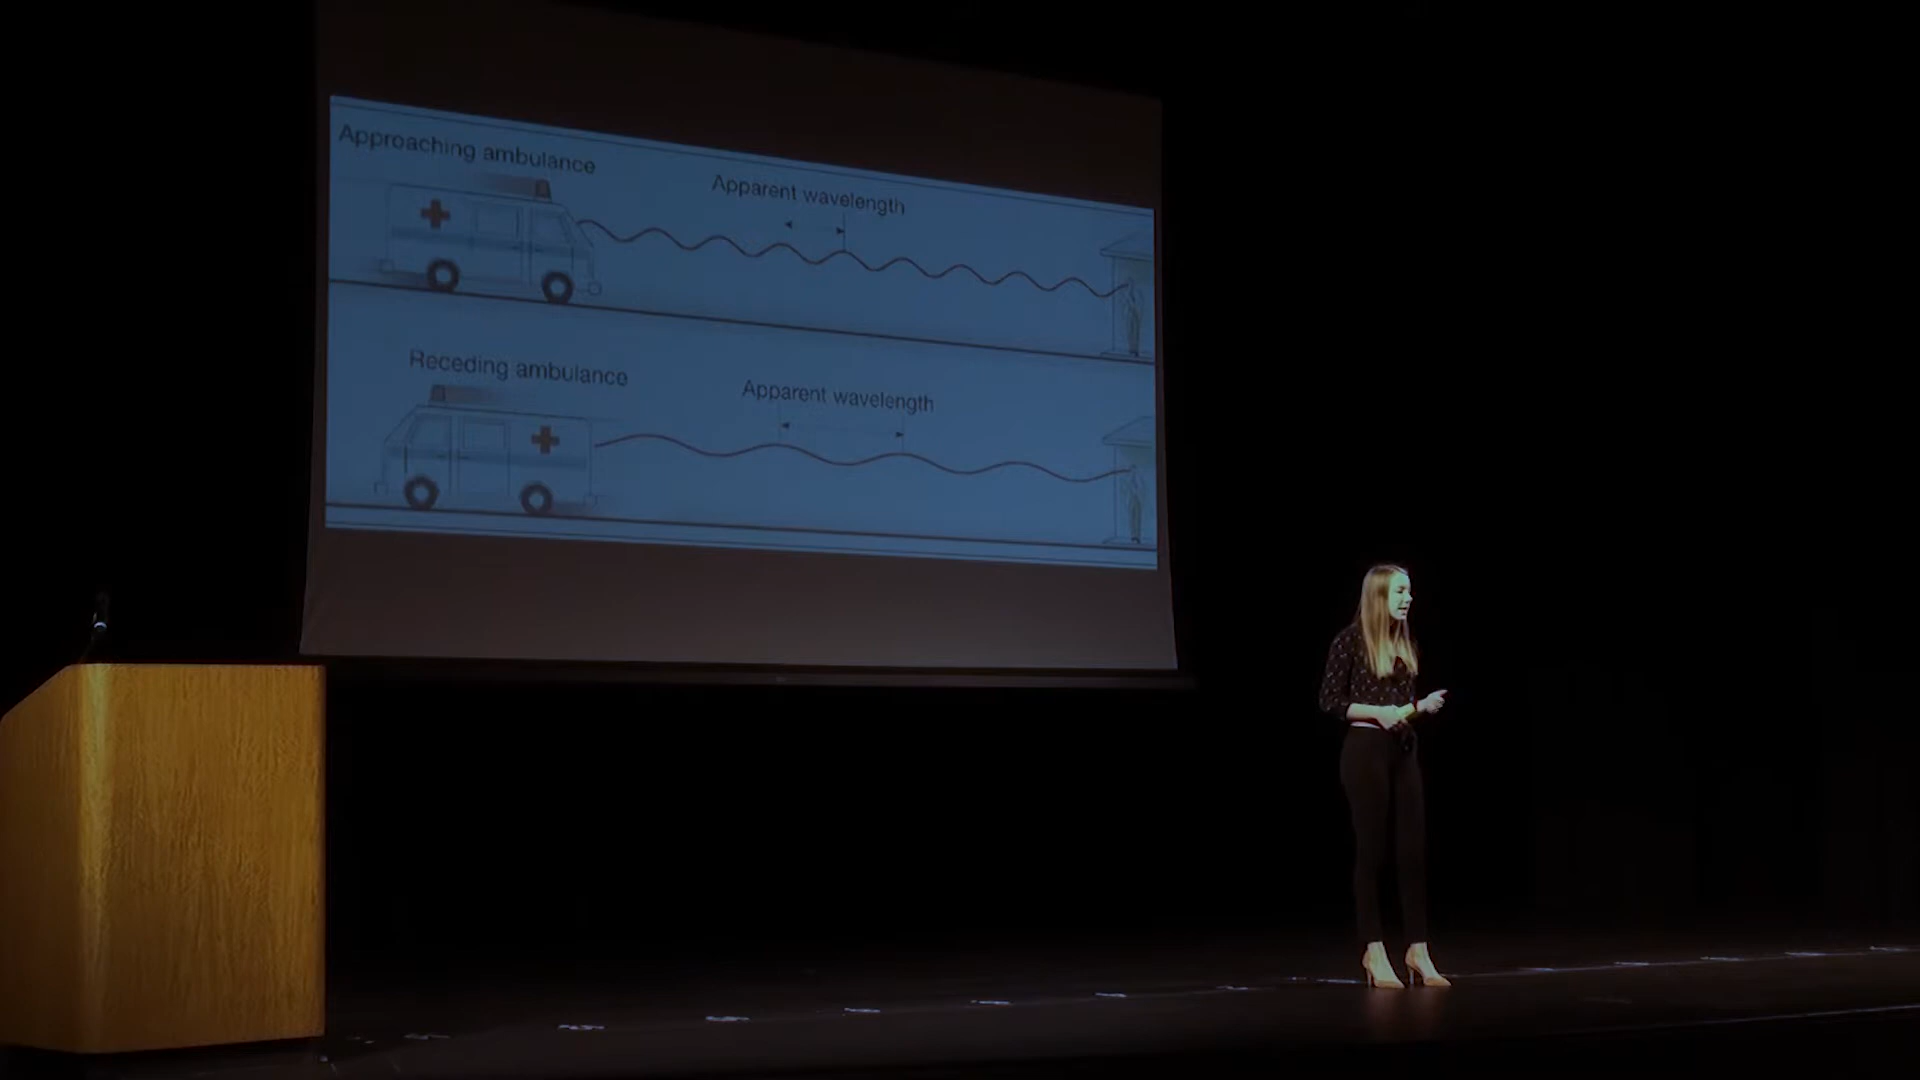 Approaching ambulance
Apparent wavelength
Receding ambulance
Apparent wavelength